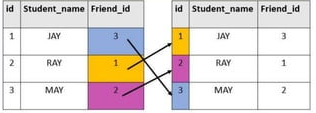 id Student_name Friend_id
1 JAY 3
2 RAY 1
3 MAY 2
id Student_name Friend_id
1 JAY 3
2 RAY 1
3 MAY 2